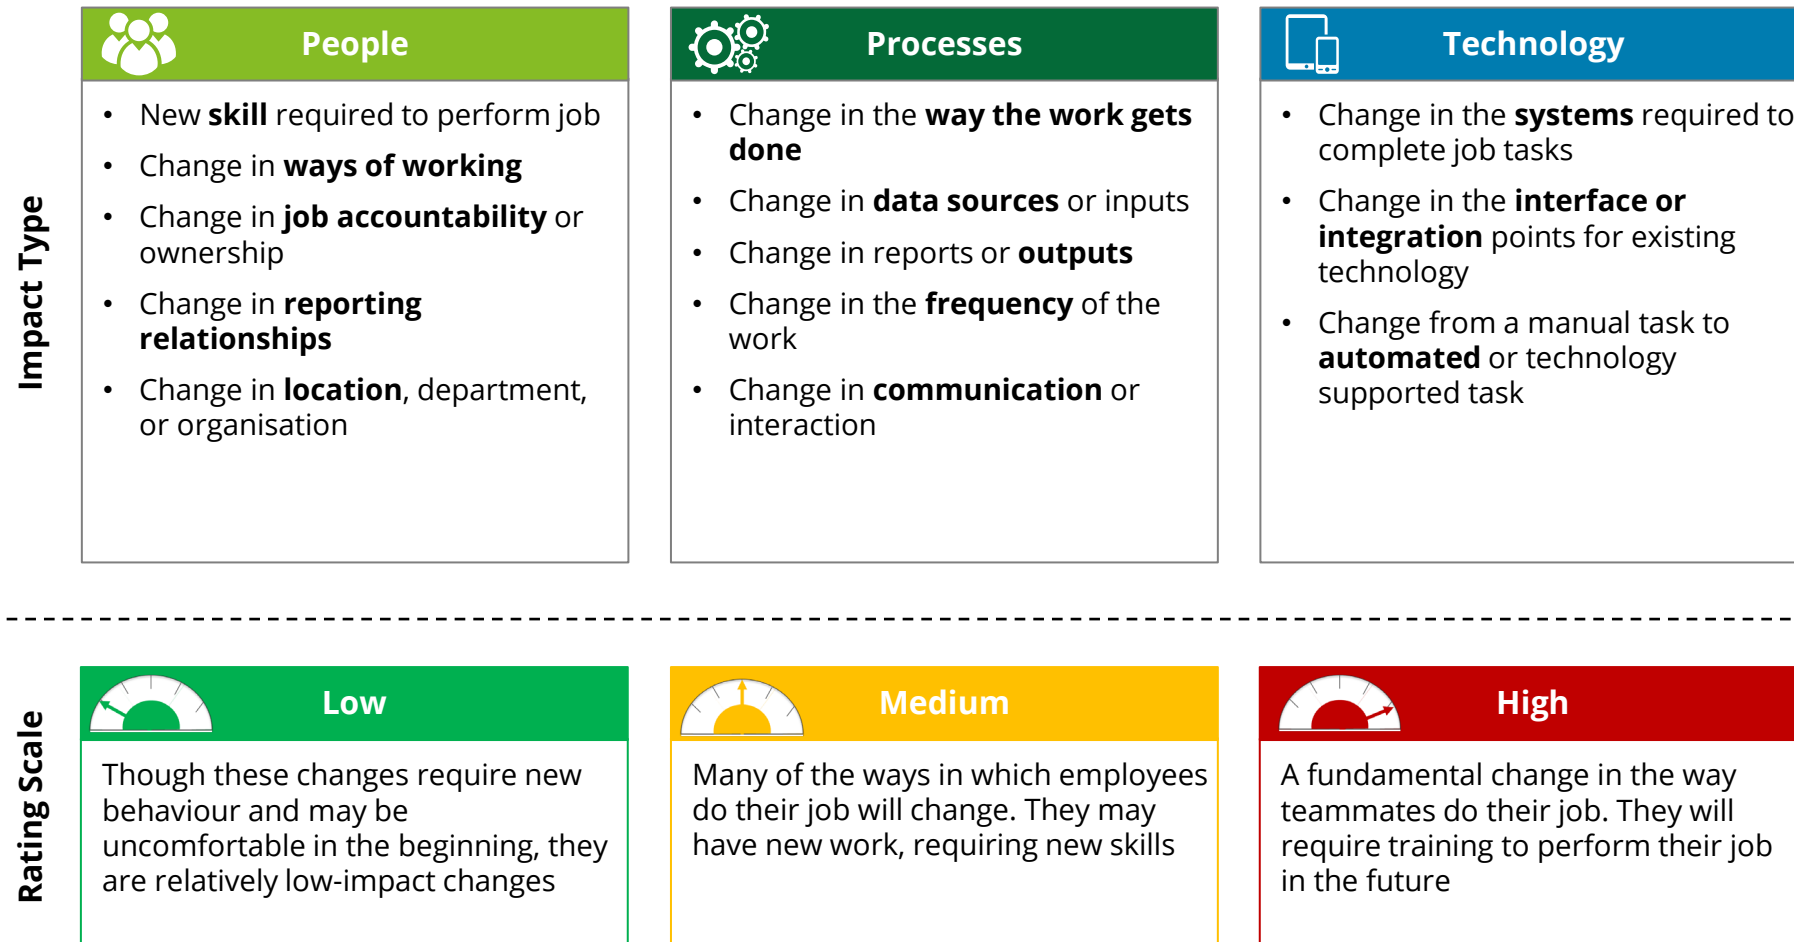 Impact Type
People
• New skill required to perform job
• Change in ways of working
• Change in job accountability or
ownership
• Change in reporting
relationships
• Change in location, department,
or organisation
Processes
• Change in the way the work gets
done
• Change in data sources or inputs
• Change in reports or outputs
• Change in the frequency of the
work
• Change in communication or
interaction
Technology
• Change in the systems required to
complete job tasks
• Change in the interface or
integration points for existing
technology
• Change from a manual task to
automated or technology
supported task
Rating Scale
Low
Though these changes require new
behaviour and may be
uncomfortable in the beginning, they
are relatively low-impact changes
Medium
Many of the ways in which employees
do their job will change. They may
have new work, requiring new skills
High
A fundamental change in the way
teammates do their job. They will
require training to perform their job
in the future